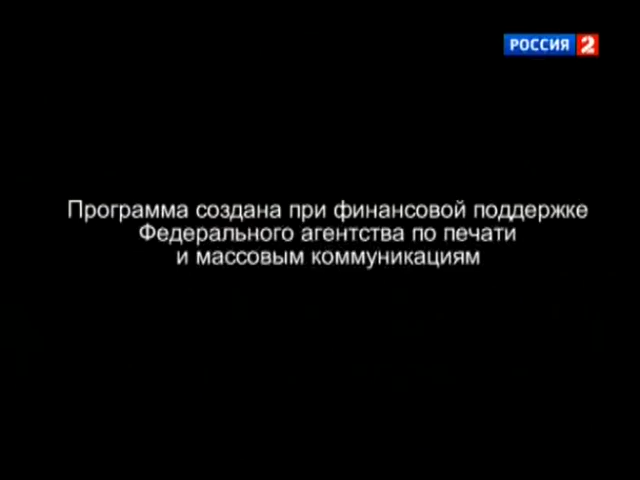 РОССИЯ 2
Программа создана при финансовой поддержке
Федерального агентства по печати
и массовым коммуникациям